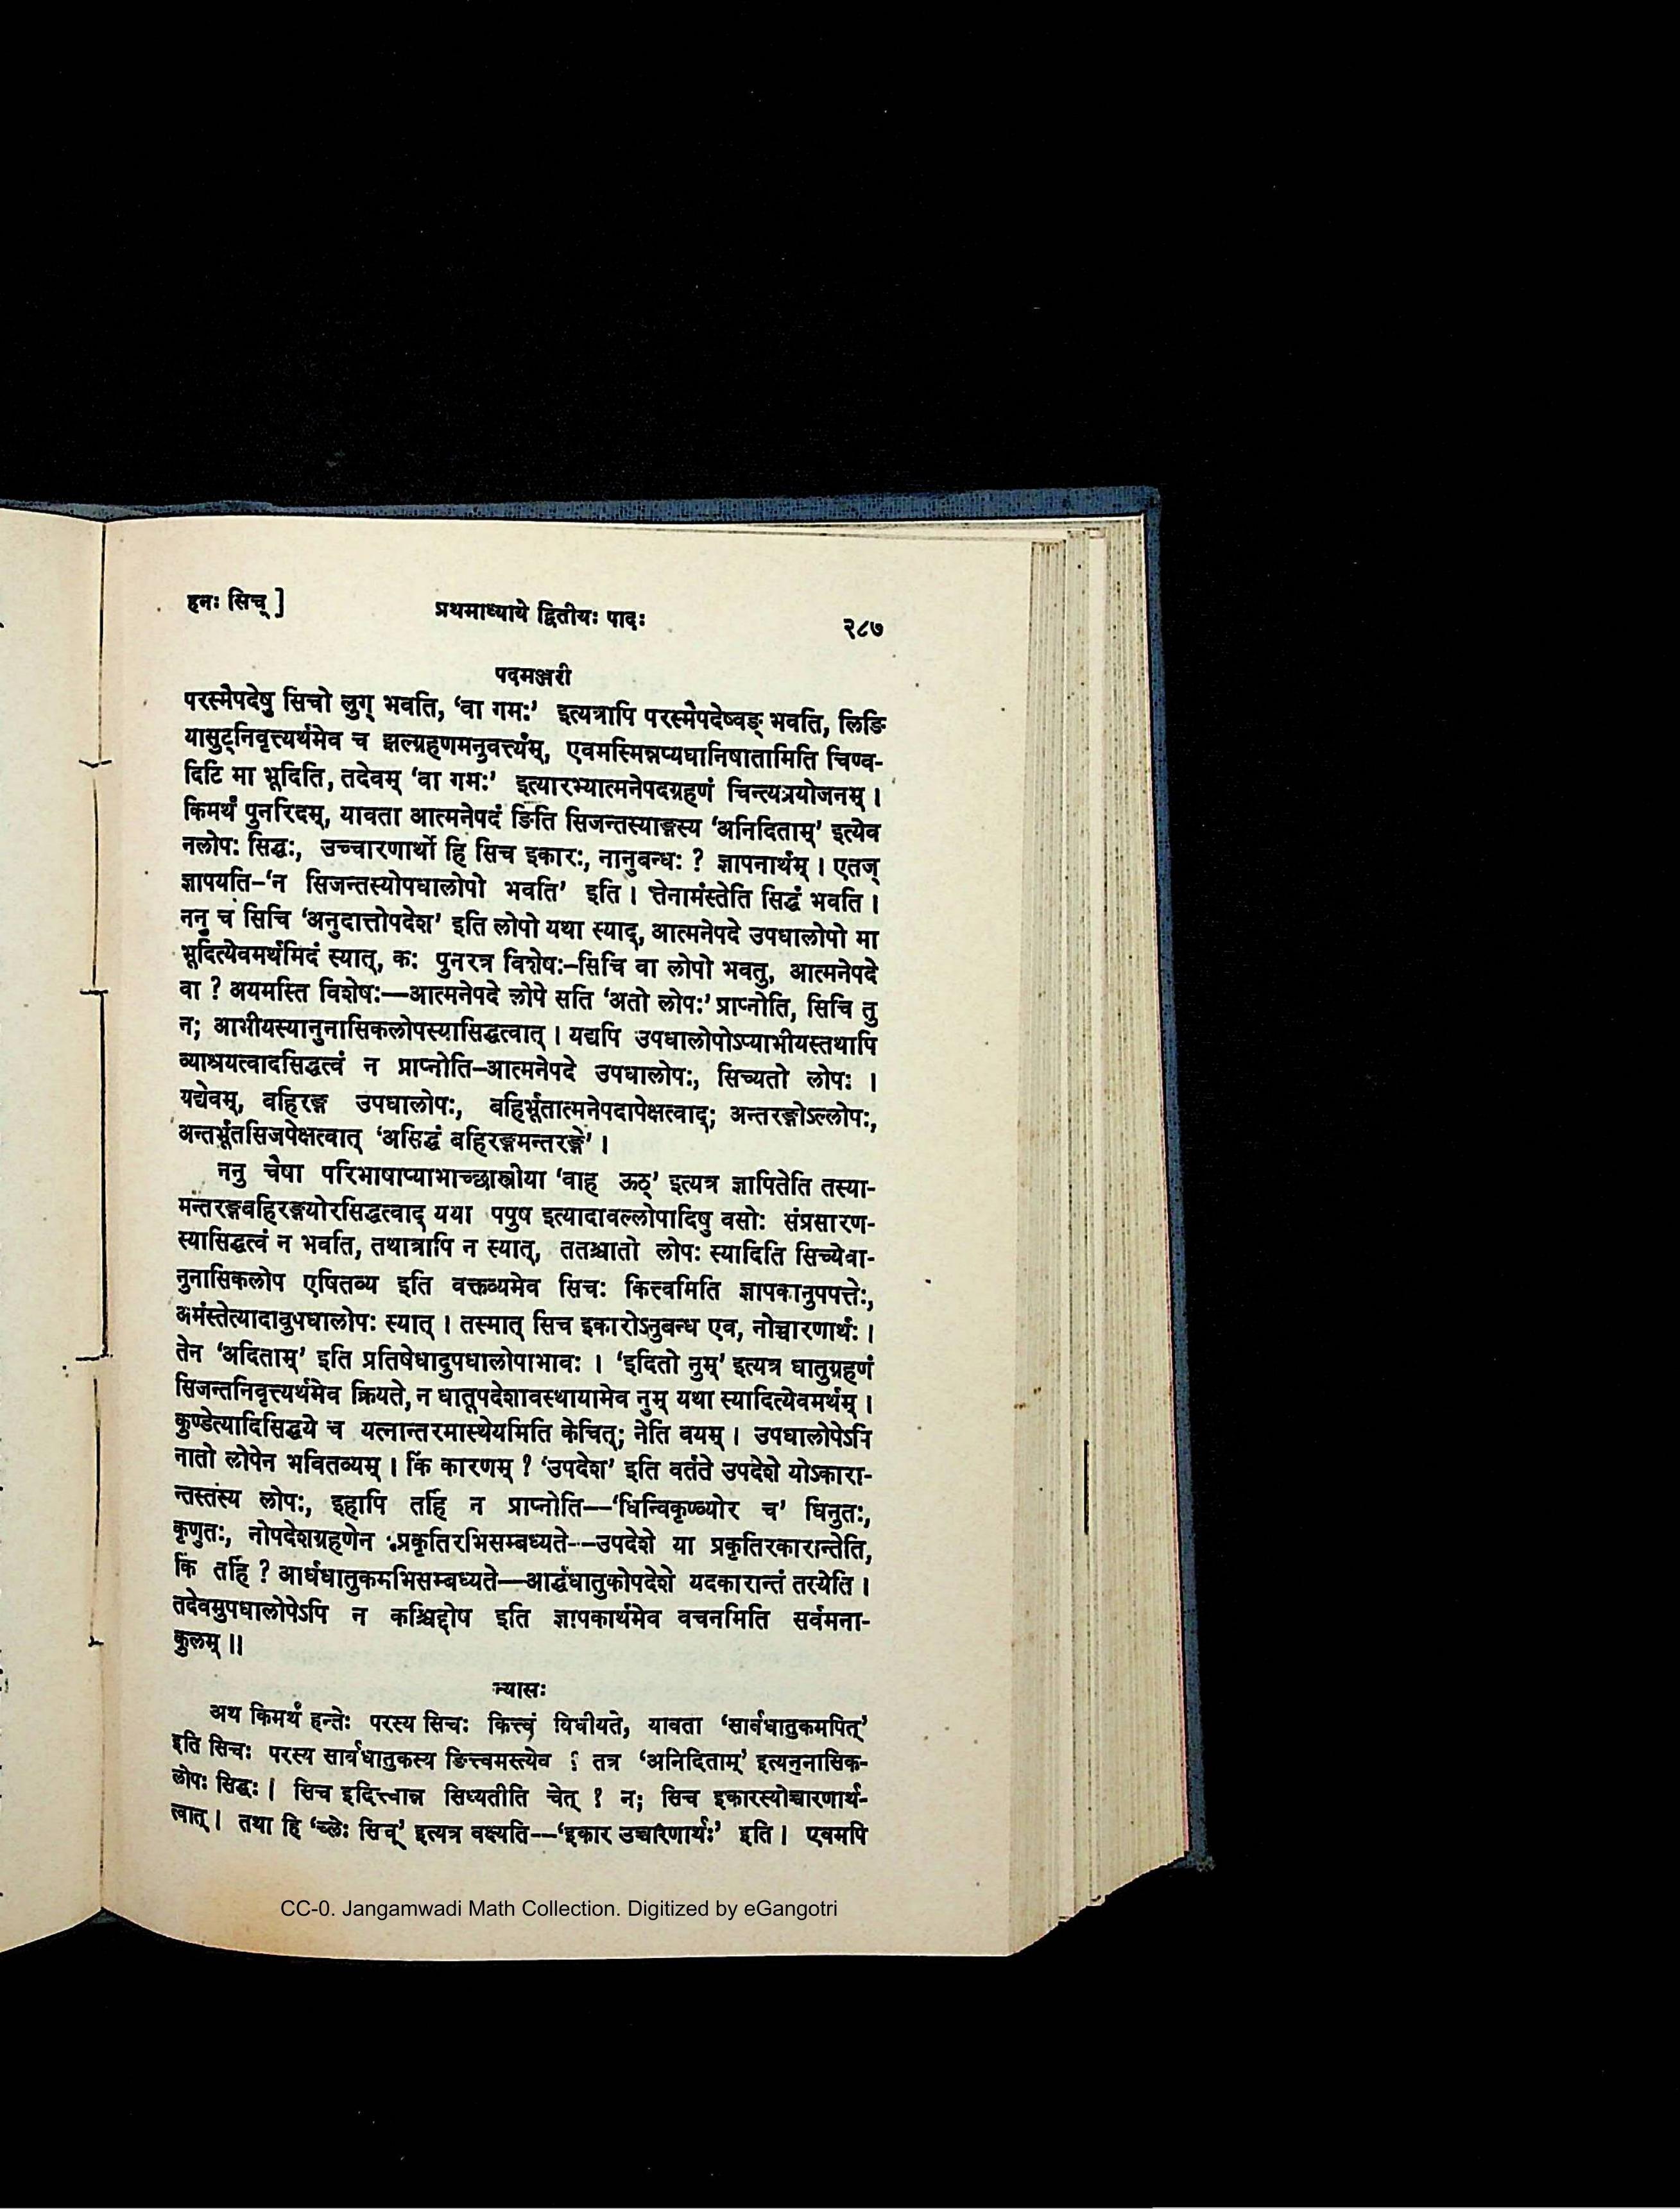 हनः सिच् ]
प्रथमाध्याये द्वितीयः पादः
२८७
पदमञ्जरी
परस्मैपदेषु सिचो लुग् भवति, ‘वा गमः’ इत्यत्रापि परस्मैपदेष्वङ् भवति, लिङि
यासुट्निवृत्त्यर्थमेव च झल्ग्रहणमनुवर्त्त्यम्, एवमस्मिन्नप्यघानिषातामिति चिण्व-
दिटि मा भूदिति, तदेवम् ‘वा गमः’ इत्यारभ्यात्मनेपदग्रहणं चिन्त्यप्रयोजनम् ।
किमर्थं पुनरिदम्, यावता आत्मनेपदं ङिति सिजन्तस्याङ्गस्य ‘अनिदिताम्’ इत्येव
नलोपः सिद्धः, उच्चारणार्थो हि सिच इकारः, नानुबन्धः ? ज्ञापनार्थम् । एतज्
ज्ञापयति–‘न सिजन्तस्योपधालोपो भवति’ इति । तेनामंस्तेति सिद्धं भवति ।
ननु च सिचि ‘अनुदात्तोपदेश’ इति लोपो यथा स्याद्, आत्मनेपदे उपधालोपो मा
भूदित्येवमर्थमिदं स्यात्, कः पुनरत्र विशेषः–सिचि वा लोपो भवतु, आत्मनेपदे
वा ? अयमस्ति विशेषः—आत्मनेपदे लोपे सति ‘अतो लोपः’ प्राप्नोति, सिचि तु
न; आभीयस्यानुनासिकलोपस्यासिद्धत्वात् । यद्यपि उपधालोपोऽप्याभीयस्तथापि
व्याश्रयत्वादसिद्धत्वं न प्राप्नोति–आत्मनेपदे उपधालोपः, सिच्यतो लोपः ।
यद्येवम्, बहिरङ्ग उपधालोपः, बहिर्भूतात्मनेपदापेक्षत्वाद्; अन्तरङ्गोऽल्लोपः,
अन्तर्भूतसिजपेक्षत्वात् ‘असिद्धं बहिरङ्गमन्तरङ्गे’ ।
ननु चैषा परिभाषाप्याभाच्छास्त्रीया ‘वाह ऊठ्’ इत्यत्र ज्ञापितेति तस्या-
मन्तरङ्गबहिरङ्गयोरसिद्धत्वाद् यथा पपुष इत्यादावल्लोपादिषु वसोः संप्रसारण-
स्यासिद्धत्वं न भवति, तथात्रापि न स्यात्, ततश्चातो लोपः स्यादिति सिच्येवा-
नुनासिकलोप एषितव्य इति वक्तव्यमेव सिचः कित्त्वमिति ज्ञापकानुपपत्तेः,
अमंस्तेत्यादावुपधालोपः स्यात् । तस्मात् सिच इकारोऽनुबन्ध एव, नोच्चारणार्थः ।
तेन ‘अदिताम्’ इति प्रतिषेधादुपधालोपाभावः । ‘इदितो नुम्’ इत्यत्र धातुग्रहणं
सिजन्तनिवृत्त्यर्थमेव क्रियते, न धातूपदेशावस्थायामेव नुम् यथा स्यादित्येवमर्थम् ।
कुण्डेत्यादिसिद्धये च यत्नान्तरमास्थेयमिति केचित्; नेति वयम् । उपधालोपेऽपि
नातो लोपेन भवितव्यम् । किं कारणम् ? ‘उपदेश’ इति वर्तते उपदेशे योऽकारा-
न्तस्तस्य लोपः, इहापि तर्हि न प्राप्नोति—‘धिन्विकृण्व्योर च’ धिनुतः,
कृणुतः, नोपदेशग्रहणेन प्रकृतिरभिसम्बध्यते--उपदेशे या प्रकृतिरकारान्तेति,
किं तर्हि ? आर्धधातुकमभिसम्बध्यते—आर्द्धधातुकोपदेशे यदकारान्तं तस्येति ।
तदेवमुपधालोपेऽपि न कश्चिद्दोष इति ज्ञापकार्थमेव वचनमिति सर्वमना-
कुलम् ॥
न्यासः
अथ किमर्थं हन्तेः परस्य सिचः कित्त्वं विधीयते, यावता ‘सार्वधातुकमपित्’
इति सिचः परस्य सार्वधातुकस्य ङित्त्वमस्त्येव ? तत्र ‘अनिदिताम्’ इत्यनुनासिक-
लोपः सिद्धः । सिच इदित्त्वान्न सिध्यतीति चेत् ? न; सिच इकारस्योच्चारणार्थ-
त्वात् । तथा हि ‘च्लेः सिच्’ इत्यत्र वक्ष्यति—‘इकार उच्चारणार्थः’ इति । एवमपि
CC-0. Jangamwadi Math Collection. Digitized by eGangotri